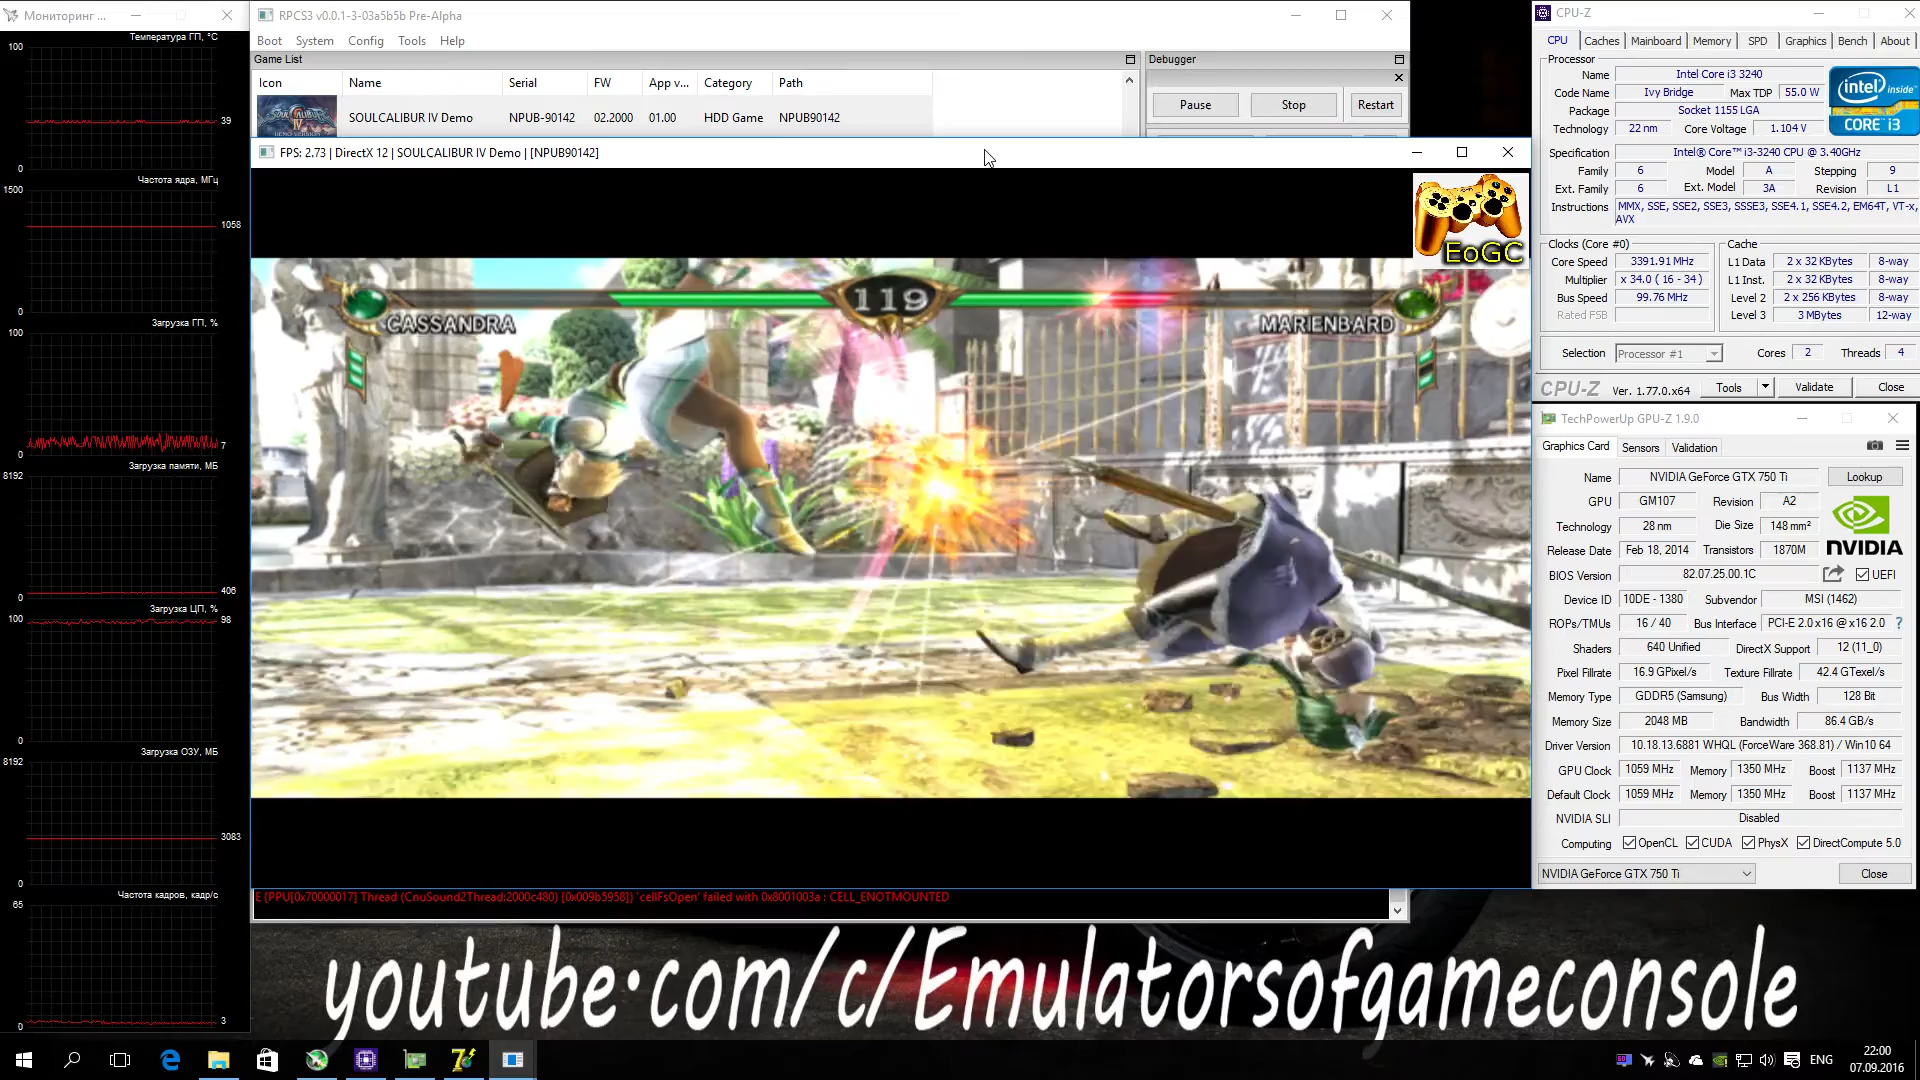 Мониторинг ...
Температура ГП, °C
100
39
0
Частота ядра, МГц
1500
1058
0
Загрузка ГП, %
100
7
0
Загрузка памяти, МБ
8192
406
0
Загрузка ЦП, %
100
98
0
Загрузка ОЗУ, МБ
8192
3083
0
Частота кадров, кадр/с
65
3
0
RPCS3 v0.0.1-3-03a5b5b Pre-Alpha
Boot System Config Tools Help
Game List
Icon Name Serial FW App v... Category Path
SOULCALIBUR IV Demo NPUB-90142 02.2000 01.00 HDD Game NPUB90142
Debugger
Pause Stop Restart
FPS: 2.73 | DirectX 12 | SOULCALIBUR IV Demo | [NPUB90142]
EoGC
119
CASSANDRA
MARIENBARD
E {PPU[0x70000017] Thread (CnuSound2Thread:2000c480) [0x009b5958]} 'cellFsOpen' failed with 0x8001003a : CELL_ENOTMOUNTED
youtube.com/c/Emulatorsofgameconsole
CPU-Z
CPU Caches Mainboard Memory SPD Graphics Bench About
Processor
Name Intel Core i3 3240
Code Name Ivy Bridge Max TDP 55.0 W
Package Socket 1155 LGA
Technology 22 nm Core Voltage 1.104 V
intel inside™
CORE i3
Specification Intel® Core™ i3-3240 CPU @ 3.40GHz
Family 6 Model A Stepping 9
Ext. Family 6 Ext. Model 3A Revision L1
Instructions MMX, SSE, SSE2, SSE3, SSSE3, SSE4.1, SSE4.2, EM64T, VT-x,
AVX
Clocks (Core #0) Cache
Core Speed 3391.91 MHz L1 Data 2 x 32 KBytes 8-way
Multiplier x 34.0 ( 16 - 34 ) L1 Inst. 2 x 32 KBytes 8-way
Bus Speed 99.76 MHz Level 2 2 x 256 KBytes 8-way
Rated FSB Level 3 3 MBytes 12-way
Selection Processor #1 Cores 2 Threads 4
CPU-Z Ver. 1.77.0.x64 Tools Validate Close
TechPowerUp GPU-Z 1.9.0
Graphics Card Sensors Validation
Name NVIDIA GeForce GTX 750 Ti Lookup
GPU GM107 Revision A2
Technology 28 nm Die Size 148 mm²
Release Date Feb 18, 2014 Transistors 1870M
NVIDIA
BIOS Version 82.07.25.00.1C UEFI
Device ID 10DE - 1380 Subvendor MSI (1462)
ROPs/TMUs 16 / 40 Bus Interface PCI-E 2.0 x16 @ x16 2.0 ?
Shaders 640 Unified DirectX Support 12 (11_0)
Pixel Fillrate 16.9 GPixel/s Texture Fillrate 42.4 GTexel/s
Memory Type GDDR5 (Samsung) Bus Width 128 Bit
Memory Size 2048 MB Bandwidth 86.4 GB/s
Driver Version 10.18.13.6881 WHQL (ForceWare 368.81) / Win10 64
GPU Clock 1059 MHz Memory 1350 MHz Boost 1137 MHz
Default Clock 1059 MHz Memory 1350 MHz Boost 1137 MHz
NVIDIA SLI Disabled
Computing OpenCL CUDA PhysX DirectCompute 5.0
NVIDIA GeForce GTX 750 Ti Close
ENG
22:00
07.09.2016